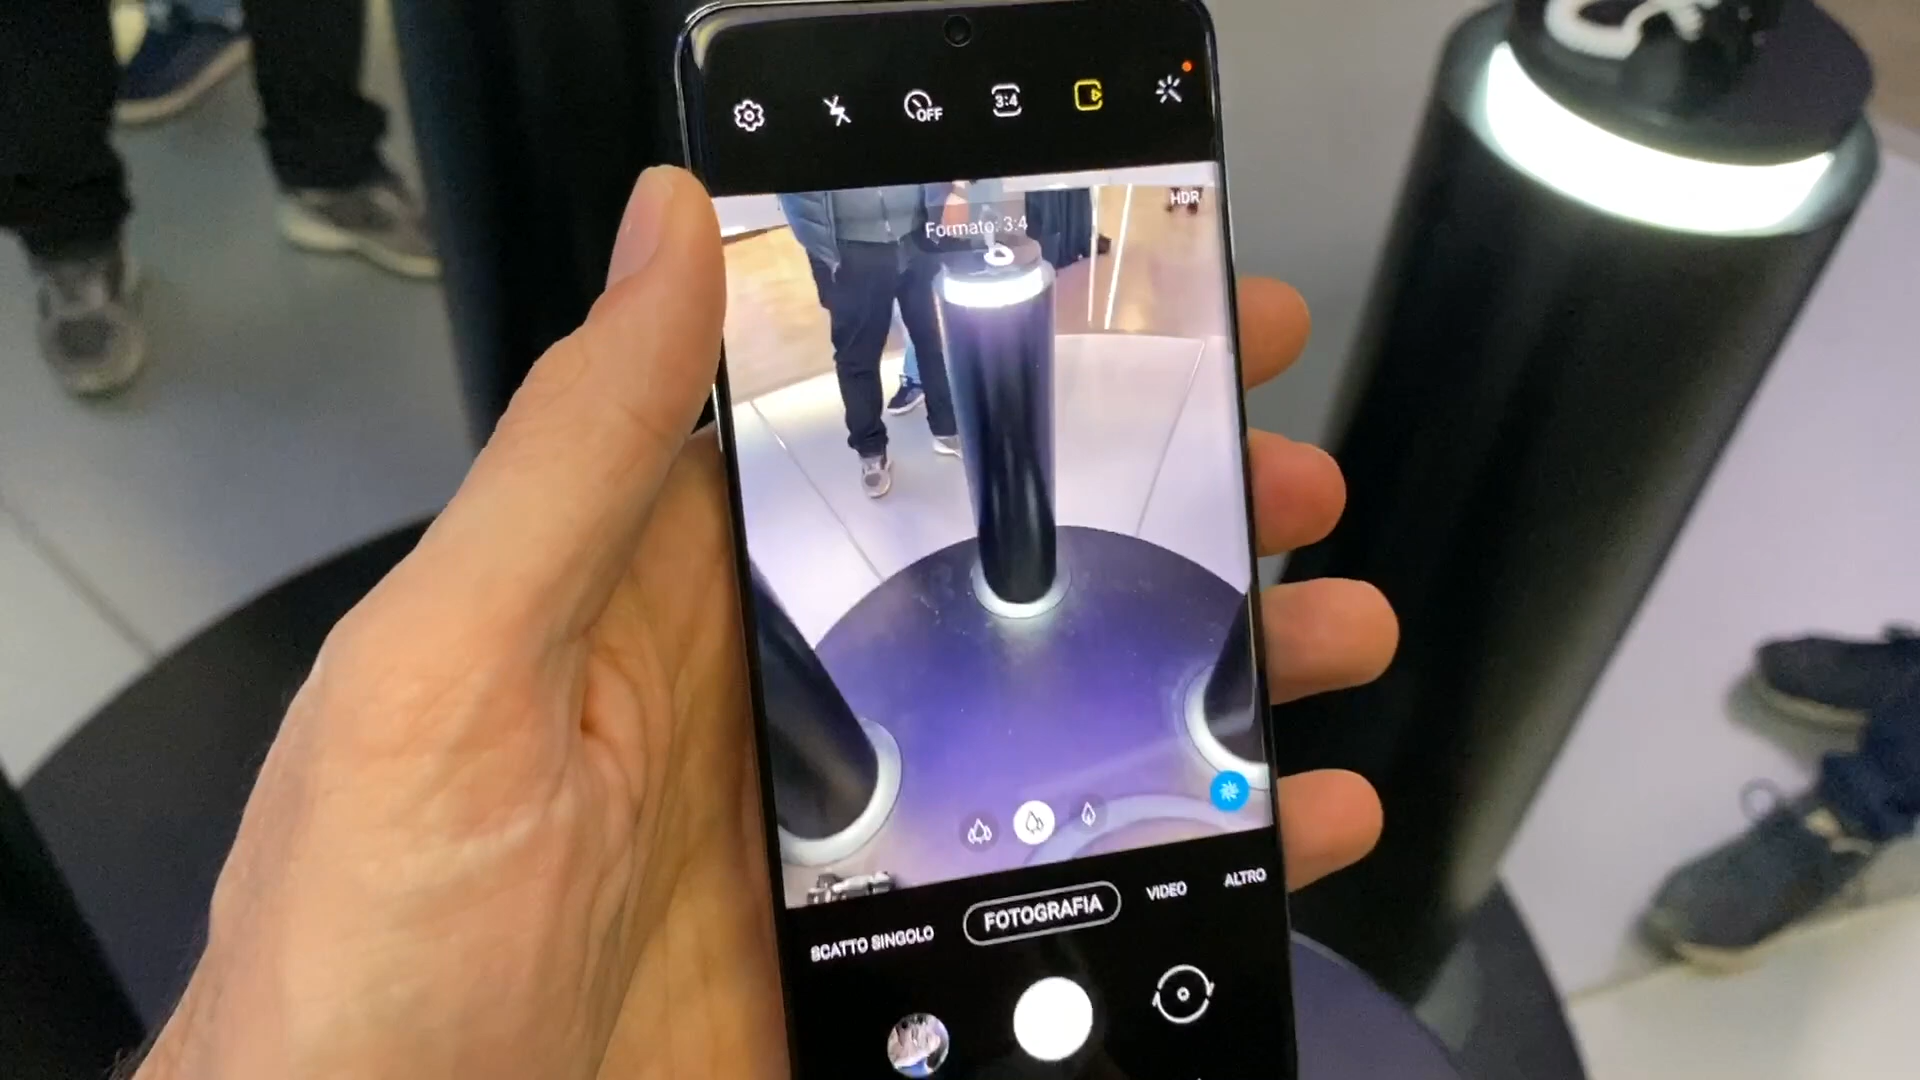 OFF
3:4
HDR
Formato: 3:4
SCATTO SINGOLO
FOTOGRAFIA
VIDEO
ALTRO